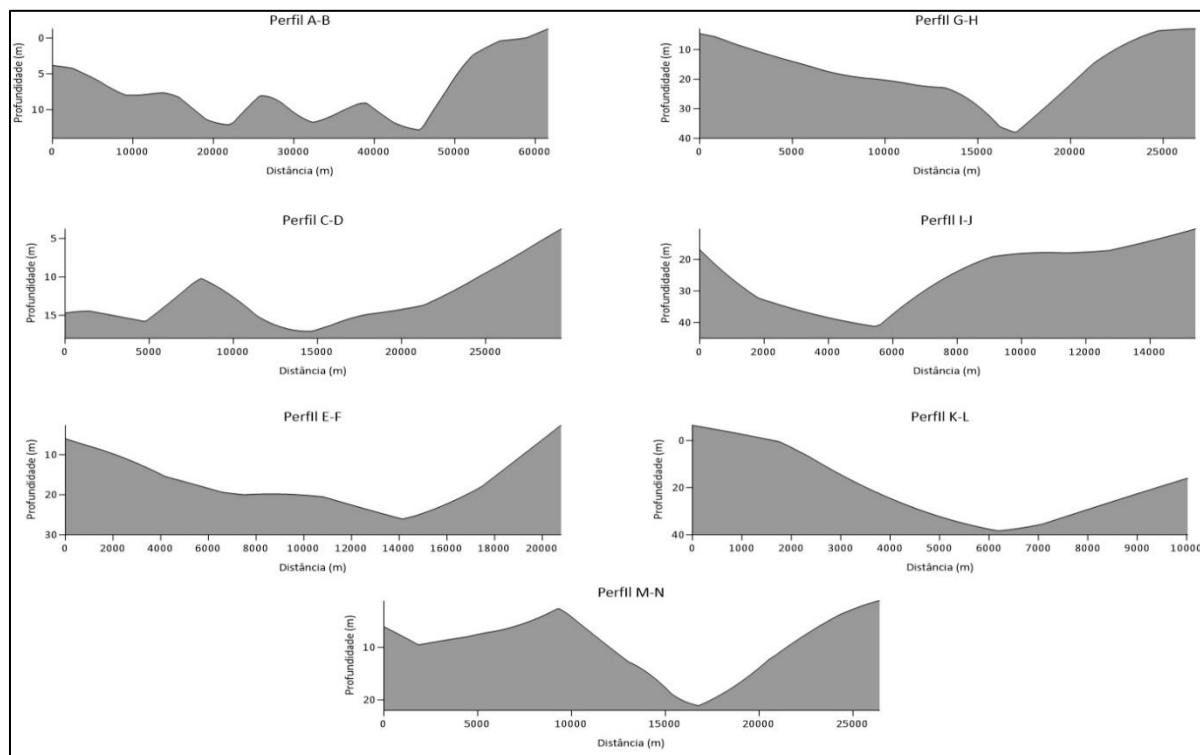 Perfil A-B
Profundidade (m)
0
5
10
0 10000 20000 30000 40000 50000 60000
Distância (m)
PerfIl G-H
Profundidade (m)
10
20
30
40
0 5000 10000 15000 20000 25000
Distância (m)
Perfil C-D
Profundidade (m)
5
10
15
0 5000 10000 15000 20000 25000
Distância (m)
PerfIl I-J
Profundidade (m)
20
30
40
0 2000 4000 6000 8000 10000 12000 14000
Distância (m)
PerfIl E-F
Profundidade (m)
10
20
30
0 2000 4000 6000 8000 10000 12000 14000 16000 18000 20000
Distância (m)
PerfIl K-L
Profundidade (m)
0
20
40
0 1000 2000 3000 4000 5000 6000 7000 8000 9000 10000
Distância (m)
PerfIl M-N
Profundidade (m)
10
20
0 5000 10000 15000 20000 25000
Distância (m)